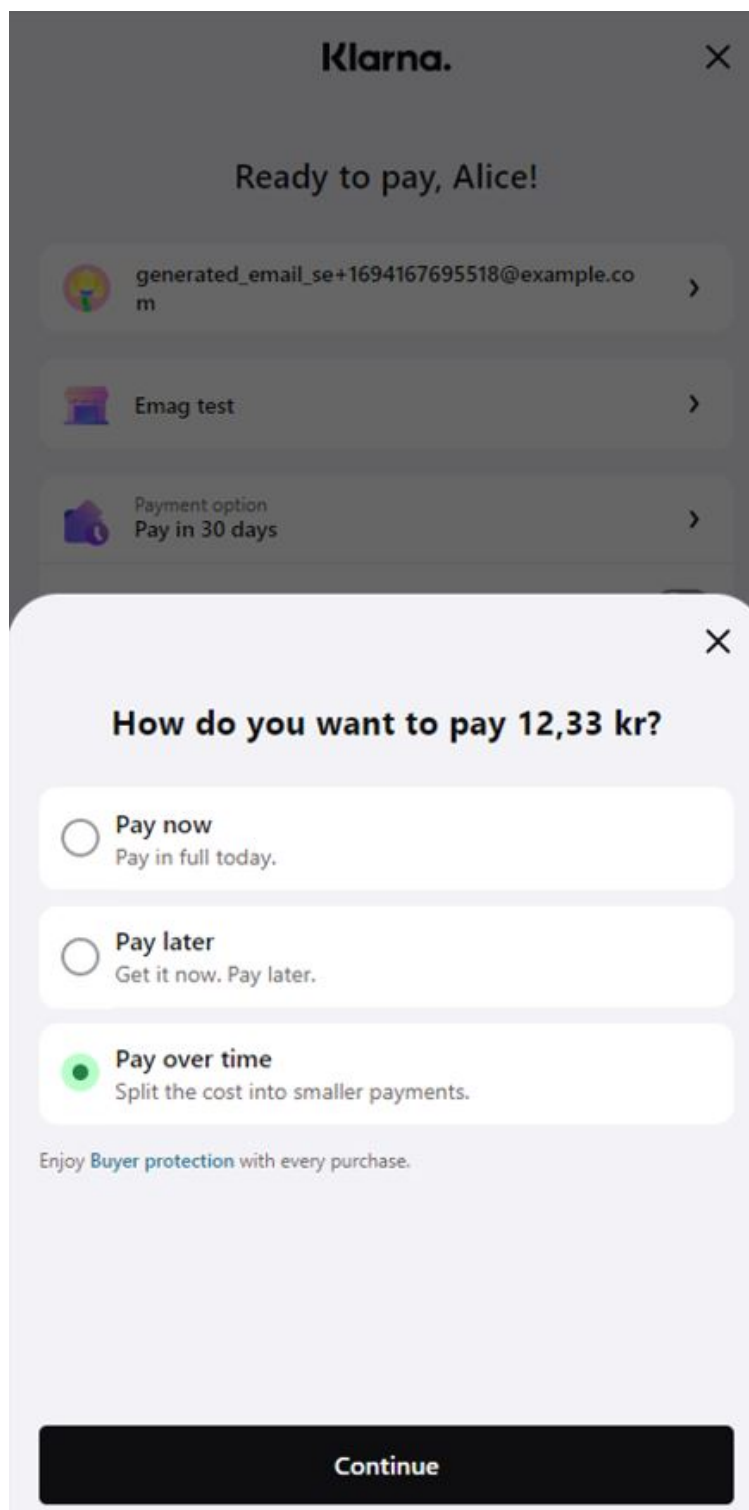 Klarna.
Ready to pay, Alice!
generated_email_se+1694167695518@example.co
m
Emag test
Payment option
Pay in 30 days
How do you want to pay 12,33 kr?
Pay now
Pay in full today.
Pay later
Get it now. Pay later.
Pay over time
Split the cost into smaller payments.
Enjoy Buyer protection with every purchase.
Continue